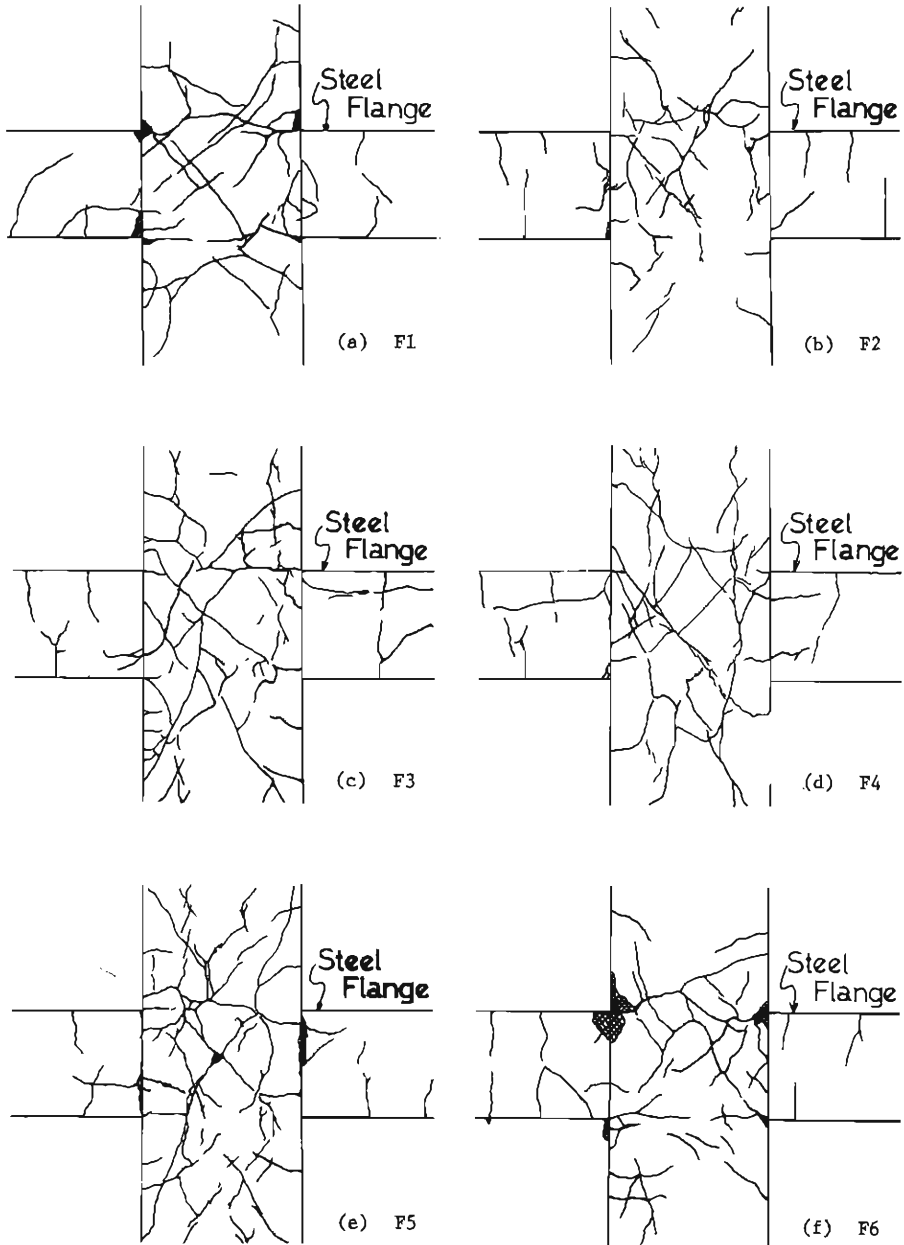 Steel
Flange
(a) F1
Steel
Flange
(b) F2
Steel
Flange
(c) F3
Steel
Flange
(d) F4
Steel
Flange
(e) F5
Steel
Flange
(f) F6